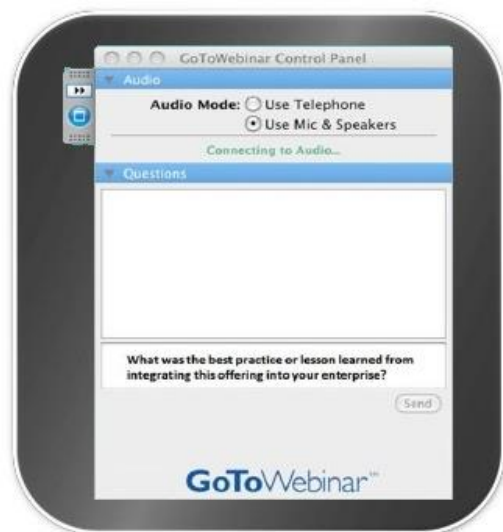 GoToWebinar Control Panel
Audio
Audio Mode: Use Telephone
Use Mic & Speakers
Connecting to Audio...
Questions
What was the best practice or lesson learned from
integrating this offering into your enterprise?
Send
GoToWebinar™